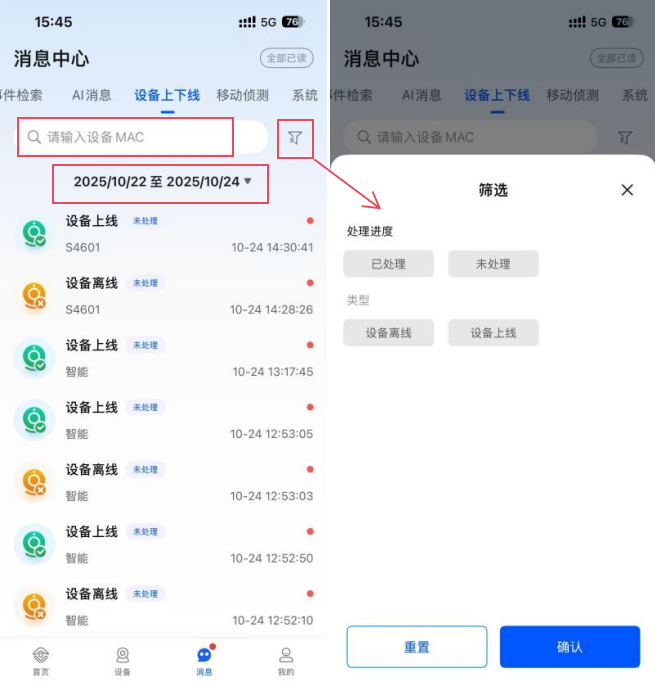 15:45
5G 76
消息中心
全部已读
件检索 AI消息 设备上下线 移动侦测 系统
请输入设备 MAC
2025/10/22 至 2025/10/24
设备上线 未处理
S4601 10-24 14:30:41
设备离线 未处理
S4601 10-24 14:28:26
设备上线 未处理
智能 10-24 13:17:45
设备上线 未处理
智能 10-24 12:53:05
设备离线 未处理
智能 10-24 12:53:03
设备上线 未处理
智能 10-24 12:52:50
设备离线 未处理
智能 10-24 12:52:10
首页 设备 消息 我的
15:45
5G 76
消息中心
全部已读
件检索 AI消息 设备上下线 移动侦测 系统
请输入设备 MAC
筛选
处理进度
已处理 未处理
类型
设备离线 设备上线
重置 确认